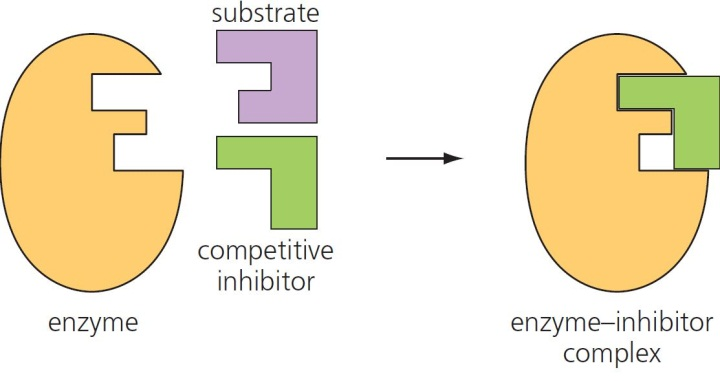 substrate
competitive
inhibitor
enzyme
enzyme–inhibitor
complex